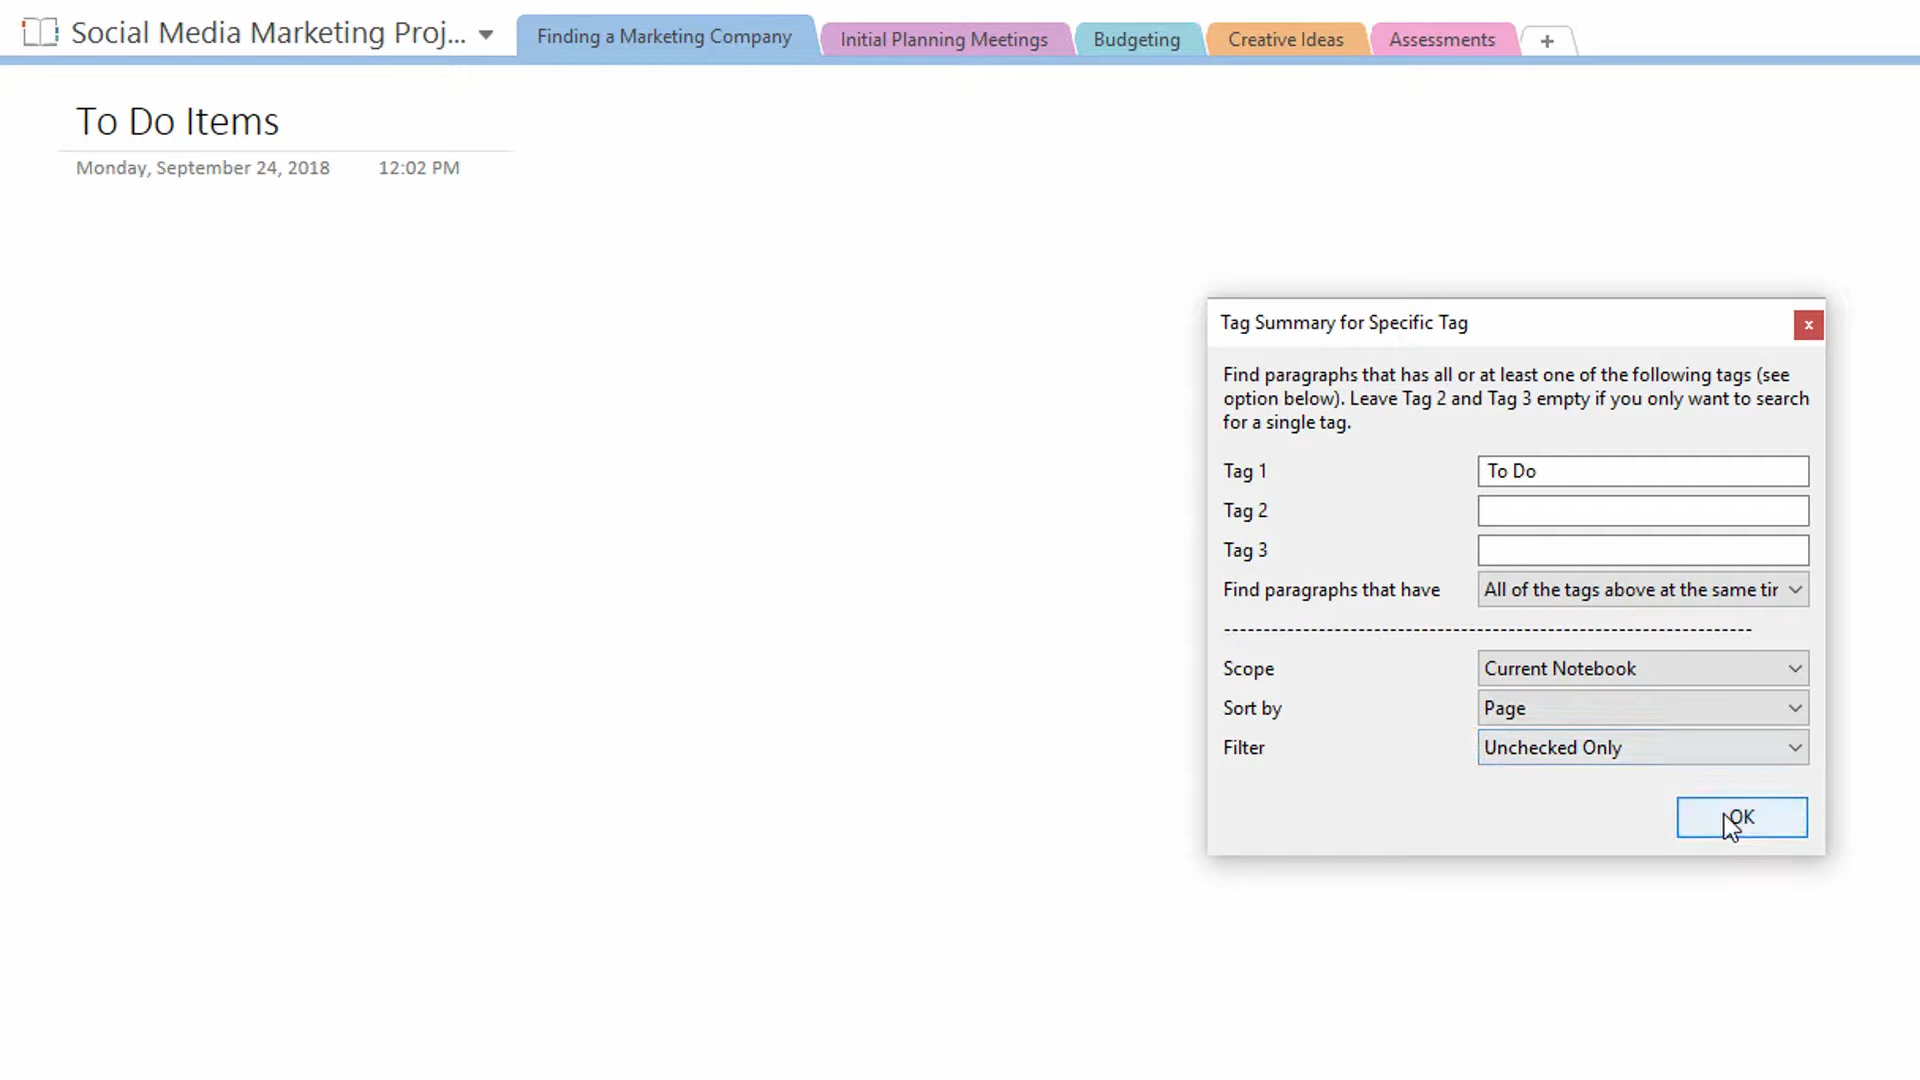 Social Media Marketing Proj...
Finding a Marketing Company
Initial Planning Meetings
Budgeting
Creative Ideas
Assessments
+
To Do Items
Monday, September 24, 2018 12:02 PM
Tag Summary for Specific Tag
x
Find paragraphs that has all or at least one of the following tags (see
option below). Leave Tag 2 and Tag 3 empty if you only want to search
for a single tag.
Tag 1 To Do
Tag 2
Tag 3
Find paragraphs that have All of the tags above at the same tir
----------------------------------------------------------------
Scope Current Notebook
Sort by Page
Filter Unchecked Only
OK